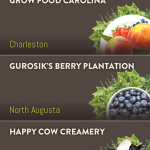 GROW FOOD CAROLINA
Charleston
GUROSIK'S BERRY PLANTATION
North Augusta
HAPPY COW CREAMERY